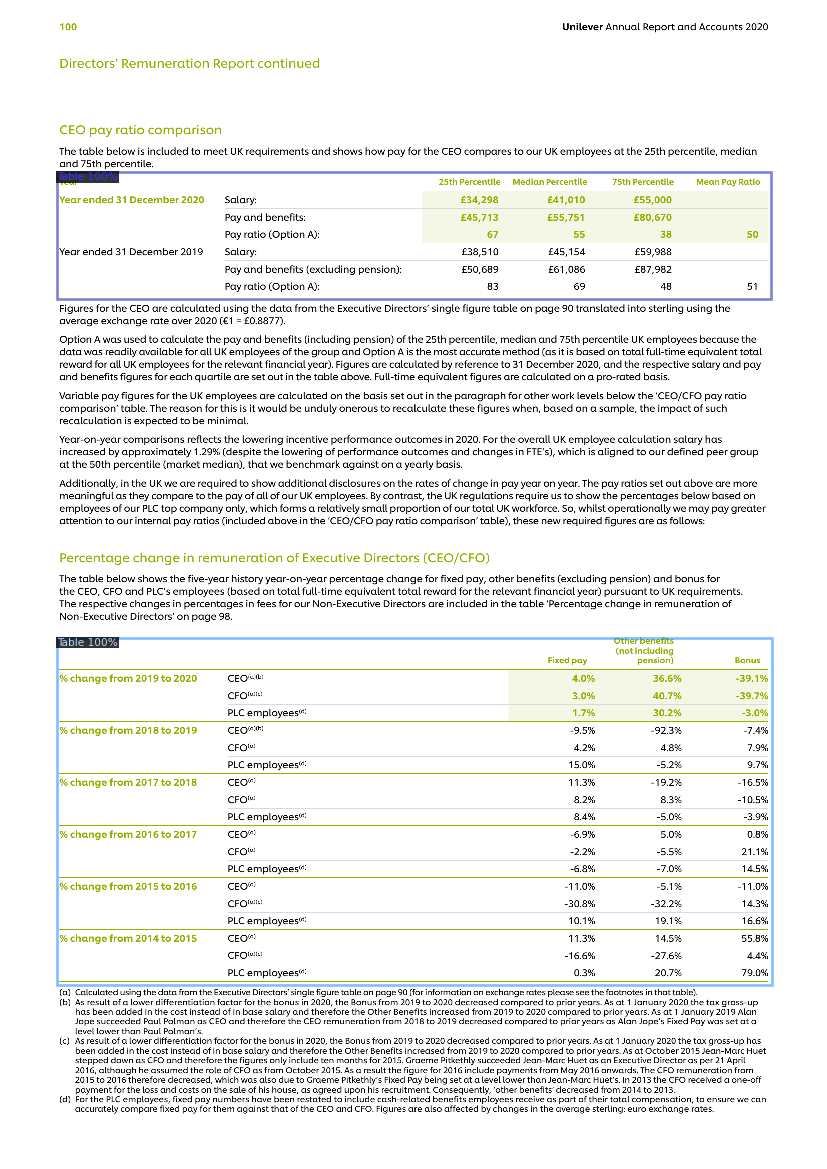 100
Unilever Annual Report and Accounts 2020
Directors' Remuneration Report continued
CEO pay ratio comparison
The table below is included to meet UK requirements and shows how pay for the CEO compares to our UK employees at the 25th percentile, median
and 75th percentile.
Table 100%
Year 25th Percentile Median Percentile 75th Percentile Mean Pay Ratio
Year ended 31 December 2020 Salary: £34,298 £41,010 £55,000
Pay and benefits: £45,713 £55,751 £80,670
Pay ratio (Option A): 67 55 38 50
Year ended 31 December 2019 Salary: £38,510 £45,154 £59,988
Pay and benefits (excluding pension): £50,689 £61,086 £87,982
Pay ratio (Option A): 83 69 48 51
Figures for the CEO are calculated using the data from the Executive Directors' single figure table on page 90 translated into sterling using the
average exchange rate over 2020 (€1 = £0.8877).
Option A was used to calculate the pay and benefits (including pension) of the 25th percentile, median and 75th percentile UK employees because the
data was readily available for all UK employees of the group and Option A is the most accurate method (as it is based on total full-time equivalent total
reward for all UK employees for the relevant financial year). Figures are calculated by reference to 31 December 2020, and the respective salary and pay
and benefits figures for each quartile are set out in the table above. Full-time equivalent figures are calculated on a pro-rated basis.
Variable pay figures for the UK employees are calculated on the basis set out in the paragraph for other work levels below the 'CEO/CFO pay ratio
comparison' table. The reason for this is it would be unduly onerous to recalculate these figures when, based on a sample, the impact of such
recalculation is expected to be minimal.
Year-on-year comparisons reflects the lowering incentive performance outcomes in 2020. For the overall UK employee calculation salary has
increased by approximately 1.29% (despite the lowering of performance outcomes and changes in FTE's), which is aligned to our defined peer group
at the 50th percentile (market median), that we benchmark against on a yearly basis.
Additionally, in the UK we are required to show additional disclosures on the rates of change in pay year on year. The pay ratios set out above are more
meaningful as they compare to the pay of all of our UK employees. By contrast, the UK regulations require us to show the percentages below based on
employees of our PLC top company only, which forms a relatively small proportion of our total UK workforce. So, whilst operationally we may pay greater
attention to our internal pay ratios (included above in the 'CEO/CFO pay ratio comparison' table), these new required figures are as follows:
Percentage change in remuneration of Executive Directors (CEO/CFO)
The table below shows the five-year history year-on-year percentage change for fixed pay, other benefits (excluding pension) and bonus for
the CEO, CFO and PLC's employees (based on total full-time equivalent total reward for the relevant financial year) pursuant to UK requirements.
The respective changes in percentages in fees for our Non-Executive Directors are included in the table 'Percentage change in remuneration of
Non-Executive Directors' on page 98.
Table 100%
Other benefits
(not including
Fixed pay pension) Bonus
% change from 2019 to 2020 CEO(a)(b) 4.0% 36.6% -39.1%
CFO(a)(c) 3.0% 40.7% -39.7%
PLC employees(d) 1.7% 30.2% -3.0%
% change from 2018 to 2019 CEO(a)(b) -9.5% -92.3% -7.4%
CFO(a) 4.2% 4.8% 7.9%
PLC employees(d) 15.0% -5.2% 9.7%
% change from 2017 to 2018 CEO(a) 11.3% -19.2% -16.5%
CFO(a) 8.2% 8.3% -10.5%
PLC employees(d) 8.4% -5.0% -3.9%
% change from 2016 to 2017 CEO(a) -6.9% 5.0% 0.8%
CFO(a) -2.2% -5.5% 21.1%
PLC employees(d) -6.8% -7.0% 14.5%
% change from 2015 to 2016 CEO(a) -11.0% -5.1% -11.0%
CFO(a)(c) -30.8% -32.2% 14.3%
PLC employees(d) 10.1% 19.1% 16.6%
% change from 2014 to 2015 CEO(a) 11.3% 14.5% 55.8%
CFO(a)(c) -16.6% -27.6% 4.4%
PLC employees(d) 0.3% 20.7% 79.0%
(a) Calculated using the data from the Executive Directors' single figure table on page 90 (for information on exchange rates please see the footnotes in that table).
(b) As result of a lower differentiation factor for the bonus in 2020, the Bonus from 2019 to 2020 decreased compared to prior years. As at 1 January 2020 the tax gross-up
has been added in the cost instead of in base salary and therefore the Other Benefits increased from 2019 to 2020 compared to prior years. As at 1 January 2019 Alan
Jope succeeded Paul Polman as CEO and therefore the CEO remuneration from 2018 to 2019 decreased compared to prior years as Alan Jope's Fixed Pay was set at a
level lower than Paul Polman's.
(c) As result of a lower differentiation factor for the bonus in 2020, the Bonus from 2019 to 2020 decreased compared to prior years. As at 1 January 2020 the tax gross-up has
been added in the cost instead of in base salary and therefore the Other Benefits increased from 2019 to 2020 compared to prior years. As at October 2015 Jean-Marc Huet
stepped down as CFO and therefore the figures only include ten months for 2015. Graeme Pitkethly succeeded Jean-Marc Huet as an Executive Director as per 21 April
2016, although he assumed the role of CFO as from October 2015. As a result the figure for 2016 include payments from May 2016 onwards. The CFO remuneration from
2015 to 2016 therefore decreased, which was also due to Graeme Pitkethly's Fixed Pay being set at a level lower than Jean-Marc Huet's. In 2013 the CFO received a one-off
payment for the loss and costs on the sale of his house, as agreed upon his recruitment. Consequently, 'other benefits' decreased from 2014 to 2013.
(d) For the PLC employees, fixed pay numbers have been restated to include cash-related benefits employees receive as part of their total compensation, to ensure we can
accurately compare fixed pay for them against that of the CEO and CFO. Figures are also affected by changes in the average sterling: euro exchange rates.